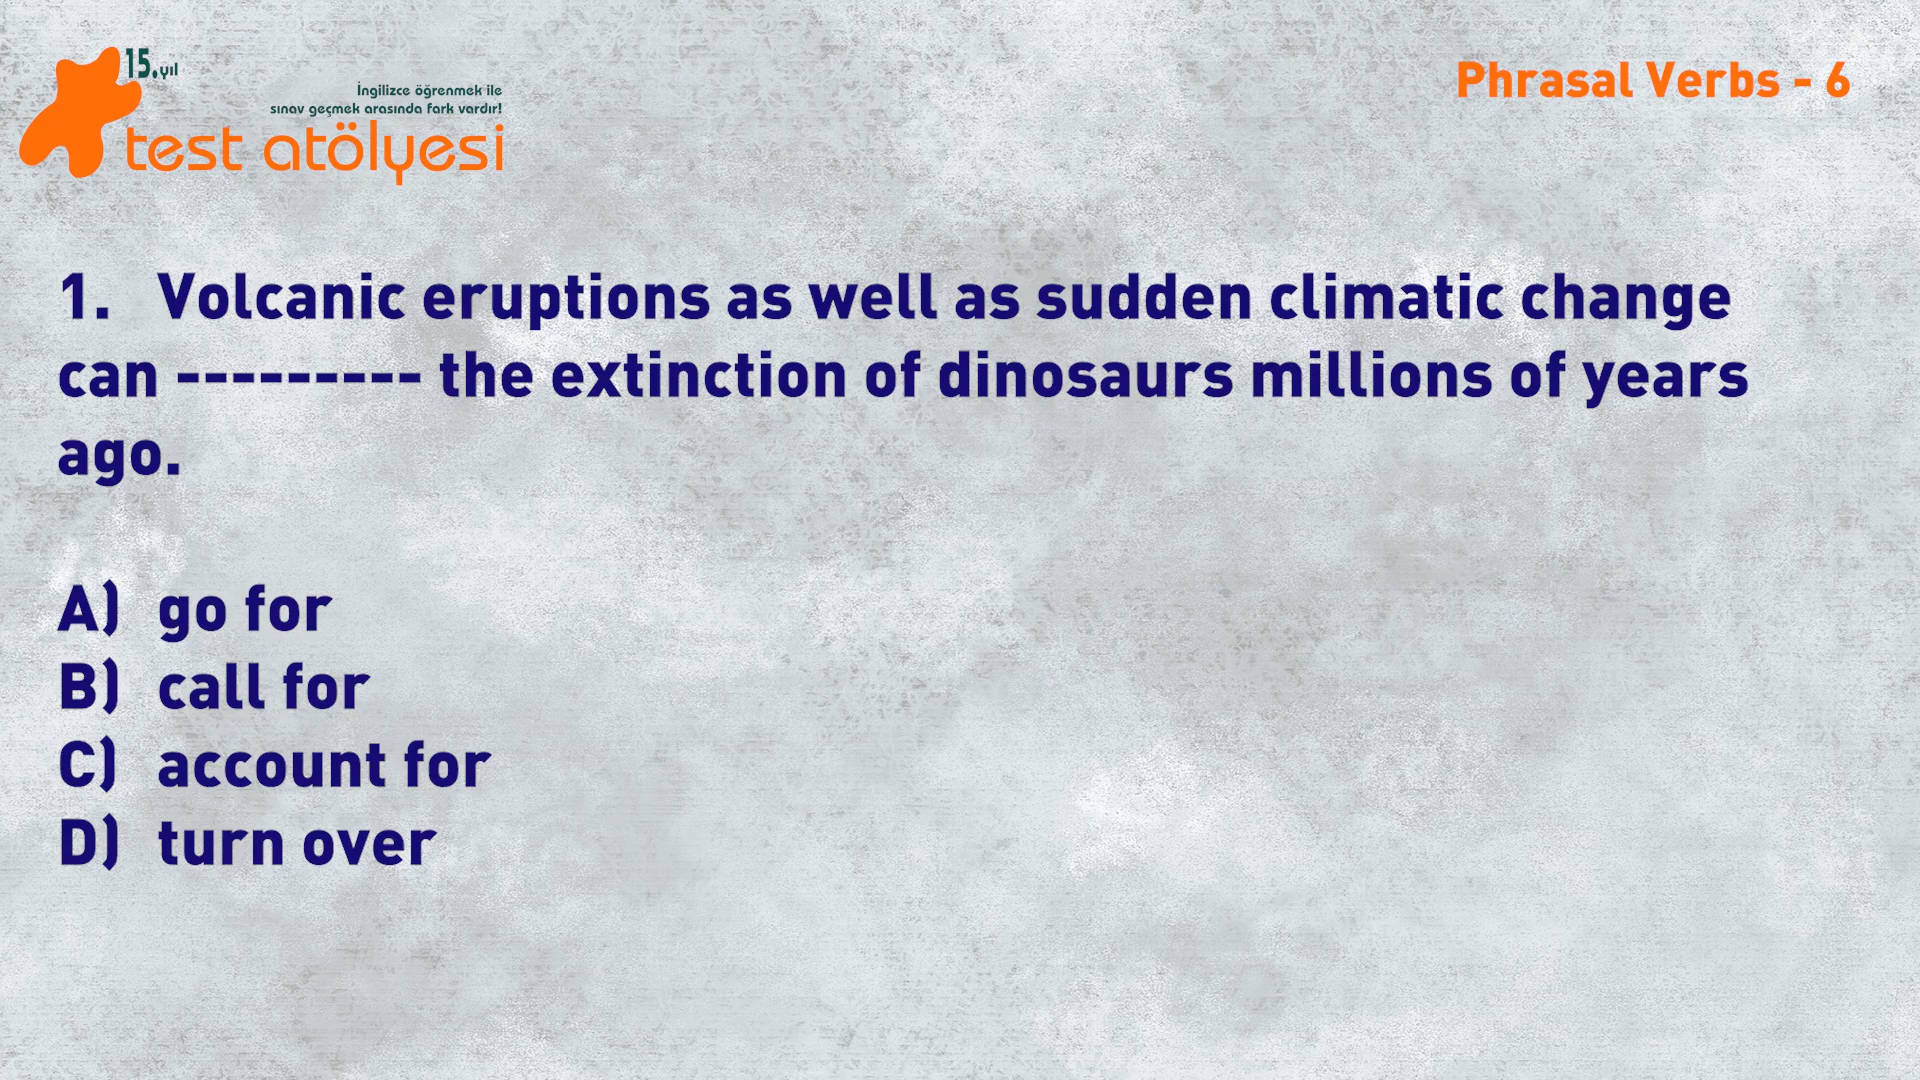 15.yıl
İngilizce öğrenmek ile
sınav geçmek arasında fark vardır!
test atölyesi
Phrasal Verbs - 6
1. Volcanic eruptions as well as sudden climatic change
can --------- the extinction of dinosaurs millions of years
ago.
A) go for
B) call for
C) account for
D) turn over